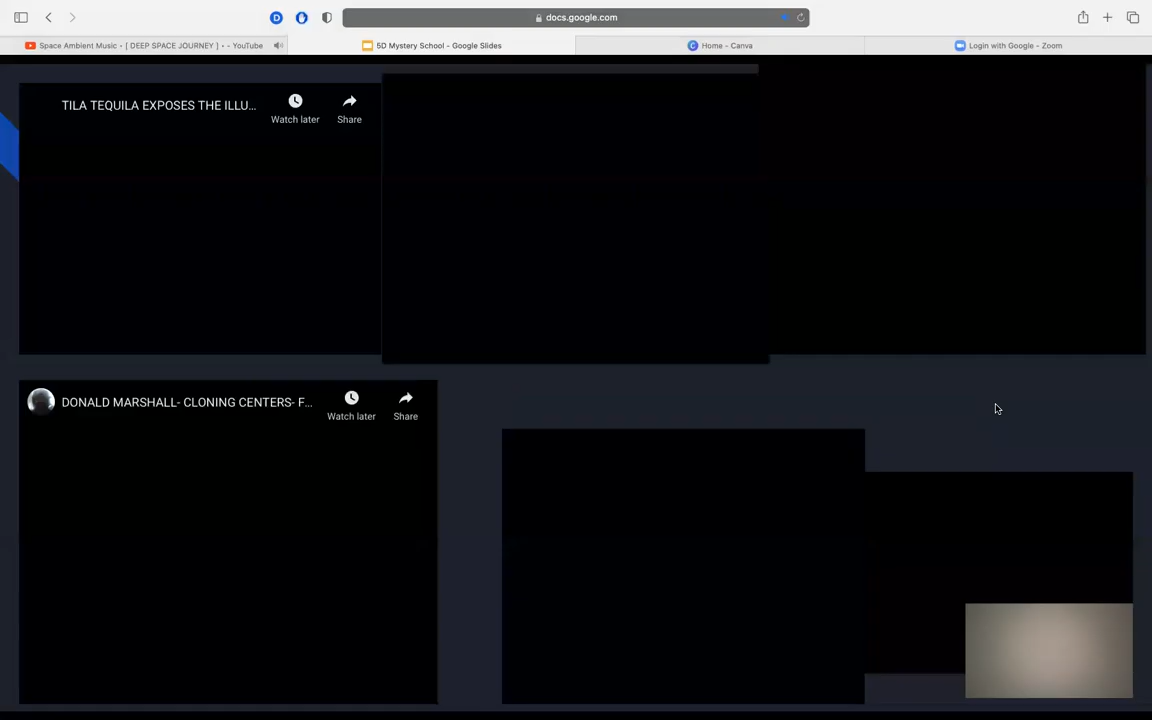 D
docs.google.com
Space Ambient Music • [ DEEP SPACE JOURNEY ] • - YouTube
5D Mystery School - Google Slides
C
Home – Canva
Login with Google - Zoom
TILA TEQUILA EXPOSES THE ILLU...
Watch later
Share
DONALD MARSHALL- CLONING CENTERS- F...
Watch later
Share